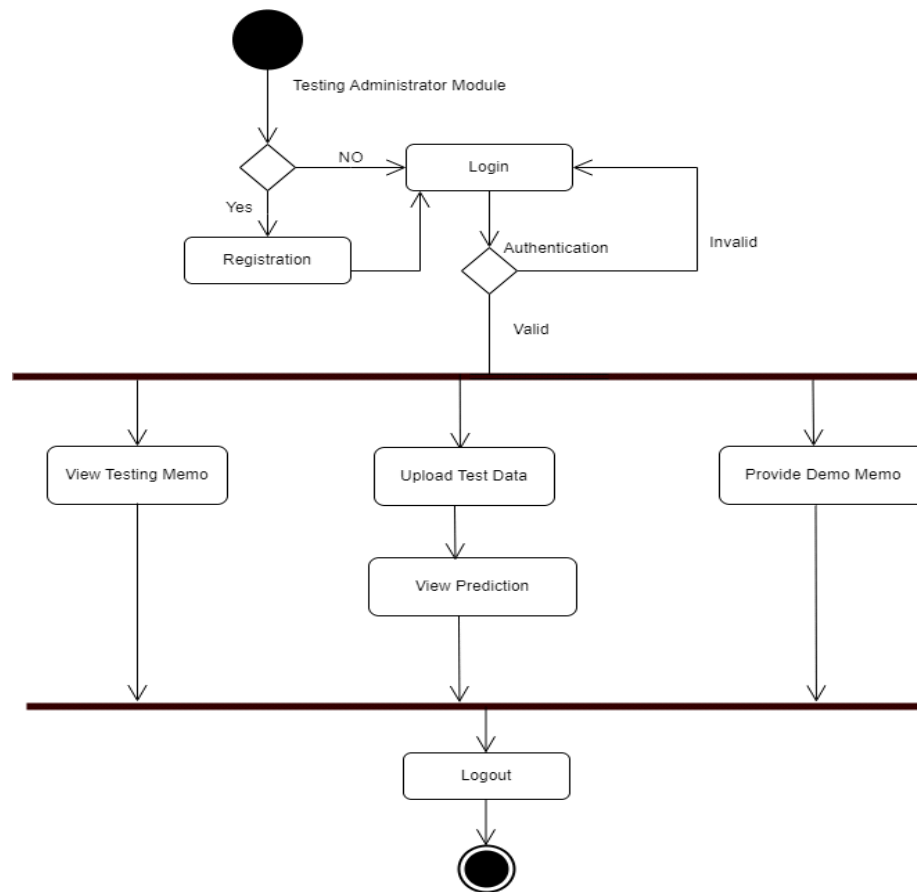 Testing Administrator Module
NO
Login
Yes
Registration
Authentication
Invalid
Valid
View Testing Memo
Upload Test Data
Provide Demo Memo
View Prediction
Logout